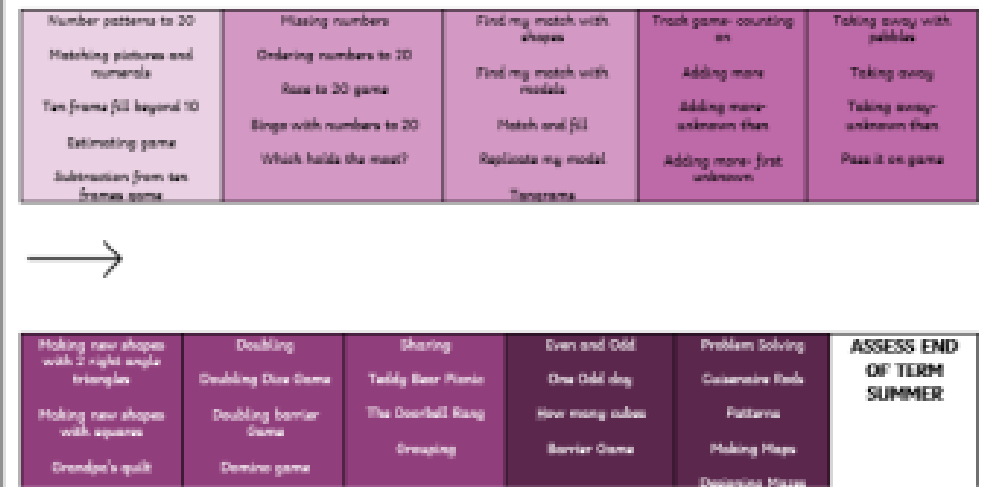 Number patterns to 20
Matching pictures and
numerals
Ten frame fill beyond 10
Estimating game
Subtraction from ten
frames game
Missing numbers
Ordering numbers to 20
Race to 20 game
Bingo with numbers to 20
Which holds the most?
Find my match with
shapes
Find my match with
models
Match and fill
Replicate my model
Tangrams
Track game- counting
on
Adding more
Adding more-
unknown then
Adding more- first
unknown
Taking away with
pebbles
Taking away
Taking away-
unknown then
Pass it on game
Making new shapes
with 2 right angle
triangles
Making new shapes
with squares
Grandpa's quilt
Doubling
Doubling Dice Game
Doubling barrier
Game
Domino game
Sharing
Teddy Bear Picnic
The Doorbell Rang
Grouping
Even and Odd
One Odd day
How many cubes
Barrier Game
Problem Solving
Cuisenaire Rods
Patterns
Making Maps
Designing Mazes
ASSESS END
OF TERM
SUMMER